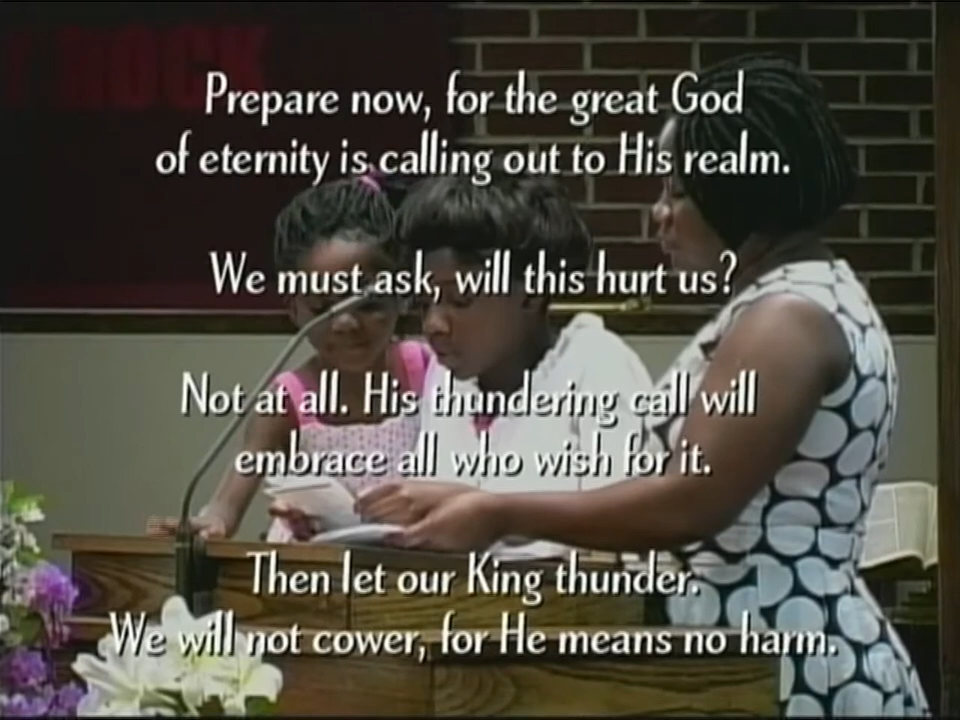 ROCK
Prepare now, for the great God
of eternity is calling out to His realm.
We must ask, will this hurt us?
Not at all. His thundering call will
embrace all who wish for it.
Then let our King thunder.
We will not cower, for He means no harm.